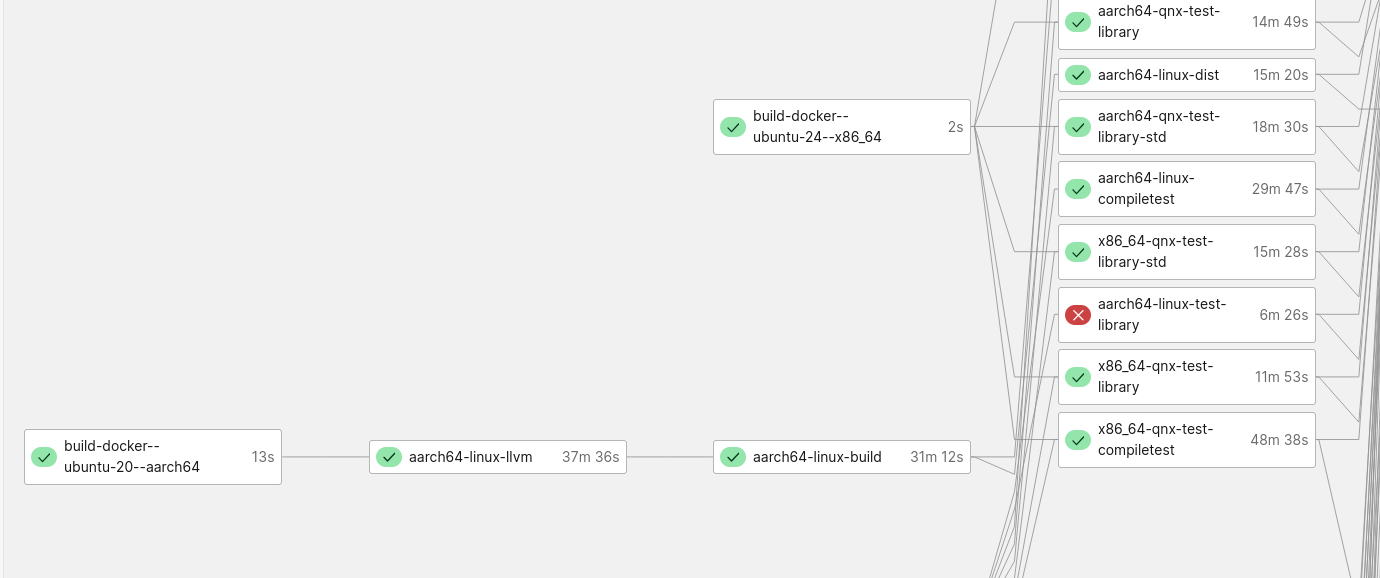 aarch64-qnx-test-
library
14m 49s
aarch64-linux-dist
15m 20s
build-docker--
ubuntu-24--x86_64
2s
aarch64-qnx-test-
library-std
18m 30s
aarch64-linux-
compiletest
29m 47s
x86_64-qnx-test-
library-std
15m 28s
aarch64-linux-test-
library
6m 26s
x86_64-qnx-test-
library
11m 53s
build-docker--
ubuntu-20--aarch64
13s
aarch64-linux-llvm
37m 36s
aarch64-linux-build
31m 12s
x86_64-qnx-test-
compiletest
48m 38s